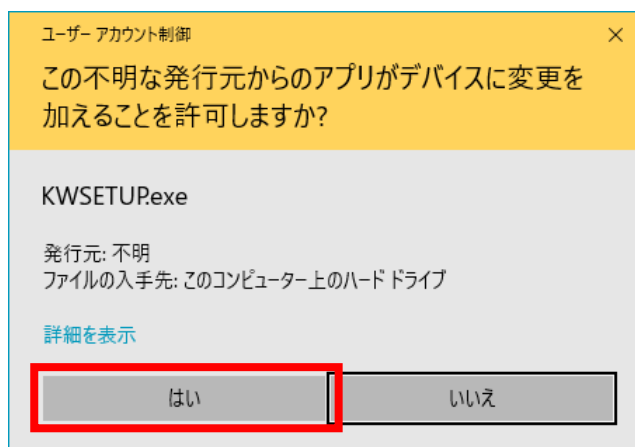 ユーザー アカウント制御
この不明な発行元からのアプリがデバイスに変更を
加えることを許可しますか?
KWSETUP.exe
発行元: 不明
ファイルの入手先: このコンピューター上のハード ドライブ
詳細を表示
はい
いいえ